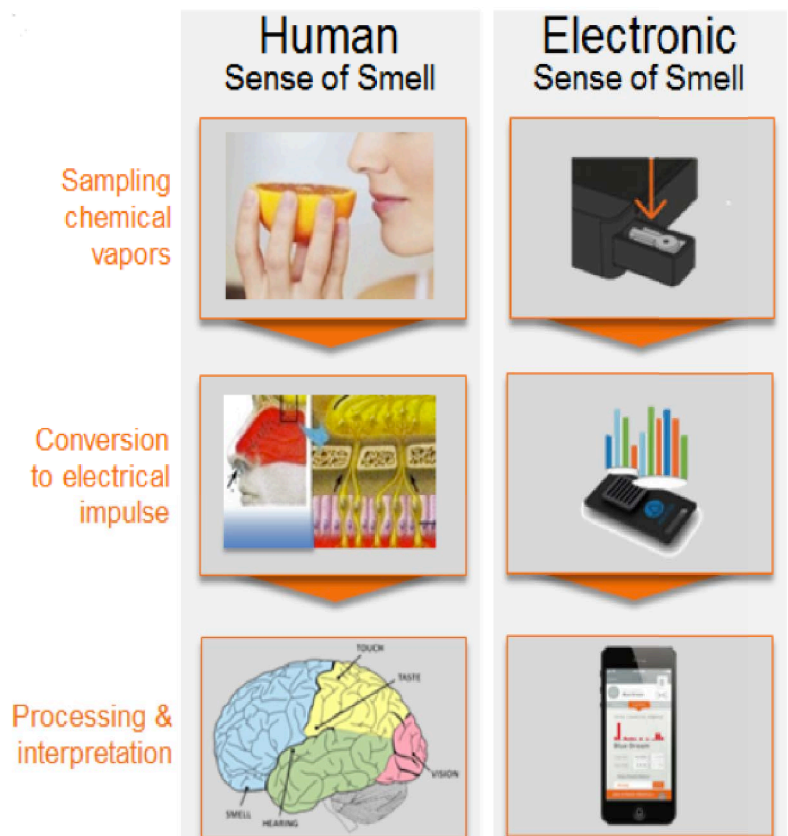 Human
Sense of Smell
Electronic
Sense of Smell
Sampling
chemical
vapors
Conversion
to electrical
impulse
Processing &
interpretation
TOUCH
TASTE
VISION
SMELL
HEARING
Blue Dream